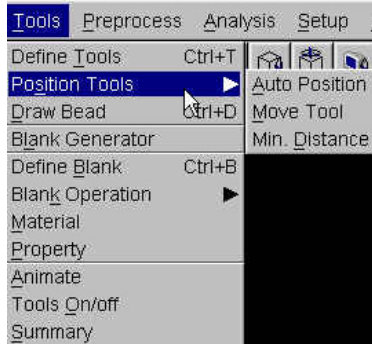 Tools Preprocess Analysis Setup
Define Tools Ctrl+T
Position Tools
Auto Position
Draw Bead Ctrl+D
Move Tool
Blank Generator
Min. Distance
Define Blank Ctrl+B
Blank Operation
Material
Property
Animate
Tools On/off
Summary